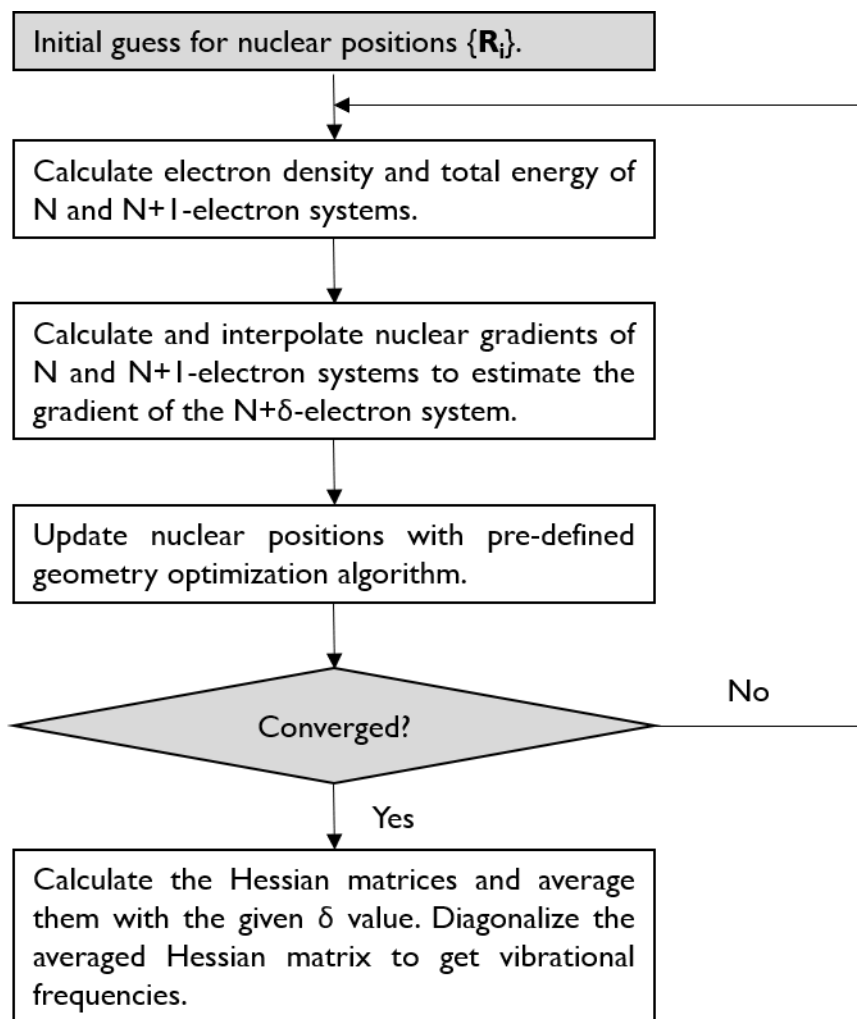 Initial guess for nuclear positions {Rᵢ}.
Calculate electron density and total energy of
N and N+1-electron systems.
Calculate and interpolate nuclear gradients of
N and N+1-electron systems to estimate the
gradient of the N+δ-electron system.
Update nuclear positions with pre-defined
geometry optimization algorithm.
Converged?
No
Yes
Calculate the Hessian matrices and average
them with the given δ value. Diagonalize the
averaged Hessian matrix to get vibrational
frequencies.